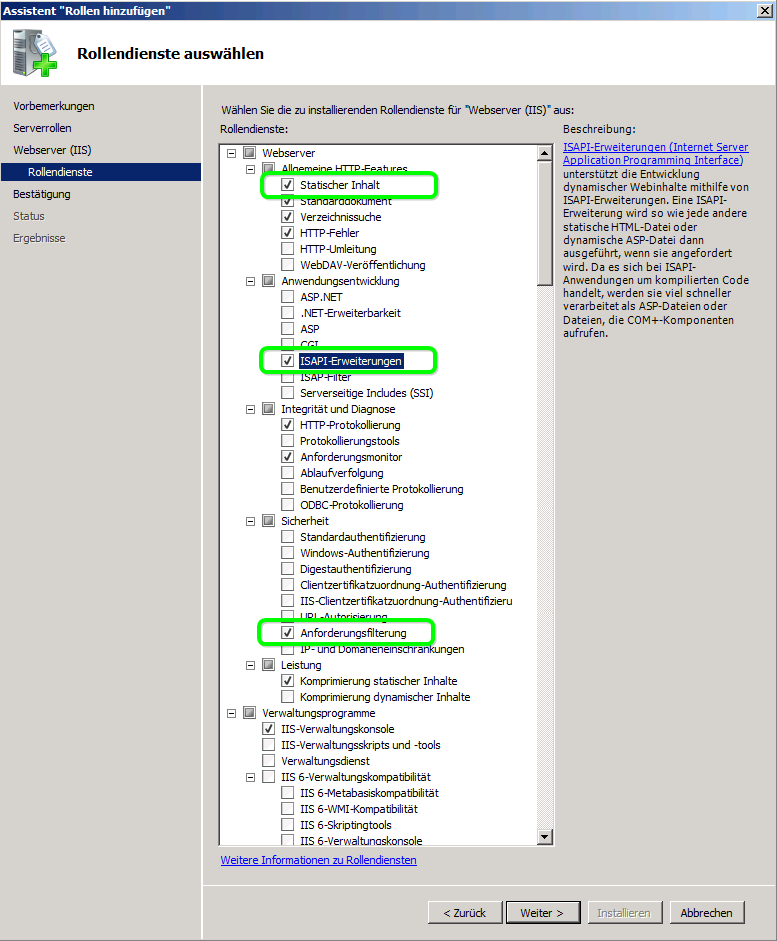 Assistent "Rollen hinzufügen"
Rollendienste auswählen
Vorbemerkungen
Serverrollen
Webserver (IIS)
Rollendienste
Bestätigung
Status
Ergebnisse
Wählen Sie die zu installierenden Rollendienste für "Webserver (IIS)" aus:
Rollendienste:
Webserver
Allgemeine HTTP-Features
Statischer Inhalt
Standarddokument
Verzeichnissuche
HTTP-Fehler
HTTP-Umleitung
WebDAV-Veröffentlichung
Anwendungsentwicklung
ASP.NET
.NET-Erweiterbarkeit
ASP
CGI
ISAPI-Erweiterungen
ISAP-Filter
Serverseitige Includes (SSI)
Integrität und Diagnose
HTTP-Protokollierung
Protokollierungstools
Anforderungsmonitor
Ablaufverfolgung
Benutzerdefinierte Protokollierung
ODBC-Protokollierung
Sicherheit
Standardauthentifizierung
Windows-Authentifizierung
Digestauthentifizierung
Clientzertifikatzuordnung-Authentifizierung
IIS-Clientzertifikatzuordnung-Authentifizieru
URL-Autorisierung
Anforderungsfilterung
IP- und Domäneneinschränkungen
Leistung
Komprimierung statischer Inhalte
Komprimierung dynamischer Inhalte
Verwaltungsprogramme
IIS-Verwaltungskonsole
IIS-Verwaltungsskripts und -tools
Verwaltungsdienst
IIS 6-Verwaltungskompatibilität
IIS 6-Metabasiskompatibilität
IIS 6-WMI-Kompatibilität
IIS 6-Skriptingtools
IIS 6-Verwaltungskonsole
Beschreibung:
ISAPI-Erweiterungen (Internet Server
Application Programming Interface)
unterstützt die Entwicklung
dynamischer Webinhalte mithilfe von
ISAPI-Erweiterungen. Eine ISAPI-
Erweiterung wird so wie jede andere
statische HTML-Datei oder
dynamische ASP-Datei dann
ausgeführt, wenn sie angefordert
wird. Da es sich bei ISAPI-
Anwendungen um kompilierten Code
handelt, werden sie viel schneller
verarbeitet als ASP-Dateien oder
Dateien, die COM+-Komponenten
aufrufen.
Weitere Informationen zu Rollendiensten
< Zurück
Weiter >
Installieren
Abbrechen